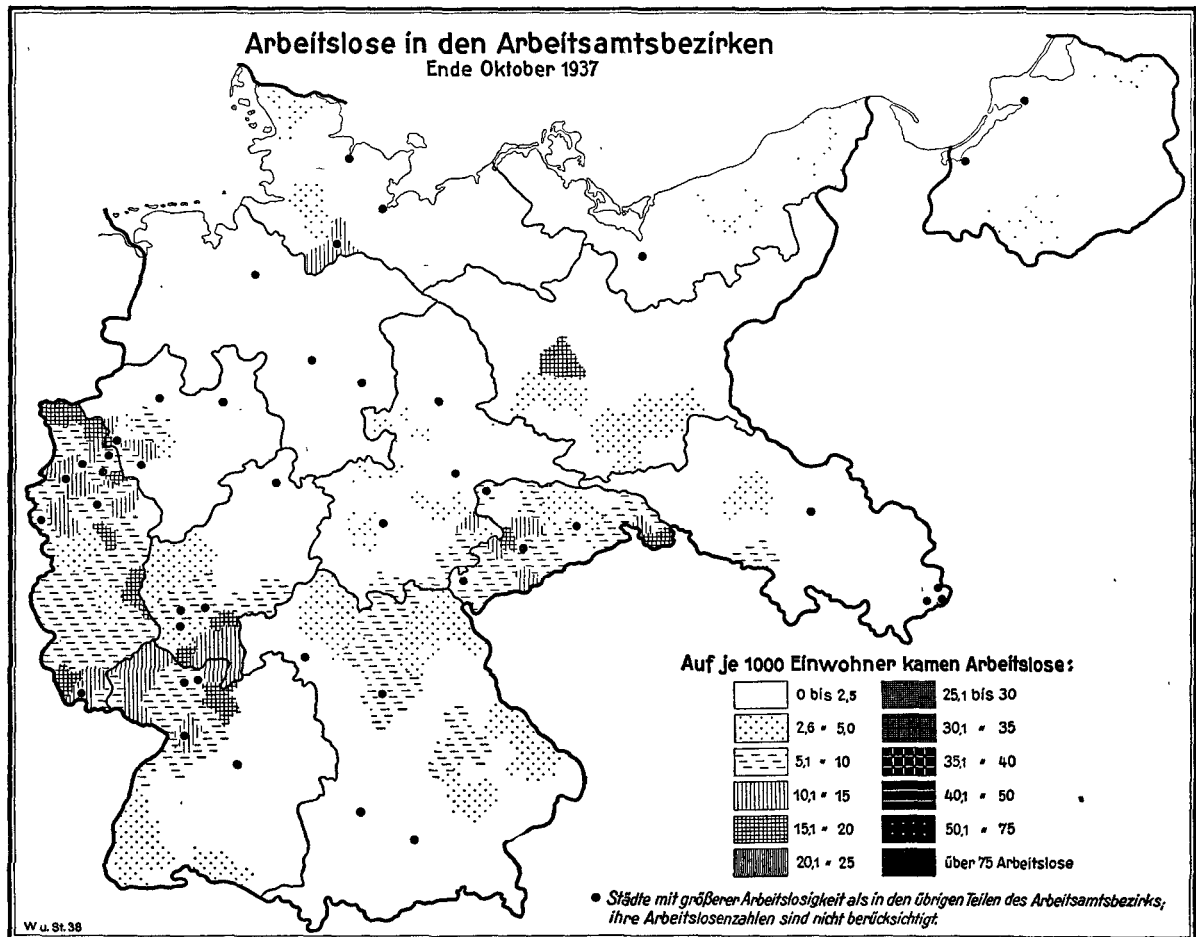 Arbeitslose in den Arbeitsamtsbezirken
Ende Oktober 1937
Auf je 1000 Einwohner kamen Arbeitslose:
0 bis 2,5
2,6 " 5,0
5,1 " 10
10,1 " 15
15,1 " 20
20,1 " 25
25,1 bis 30
30,1 " 35
35,1 " 40
40,1 " 50
50,1 " 75
über 75 Arbeitslose
● Städte mit größerer Arbeitslosigkeit als in den übrigen Teilen des Arbeitsamtsbezirks;
ihre Arbeitslosenzahlen sind nicht berücksichtigt.
W u. St. 38